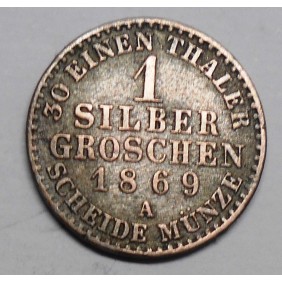 30 EINEN THALER
1
SILBER
GROSCHEN
1869
A
SCHEIDE MÜNZE